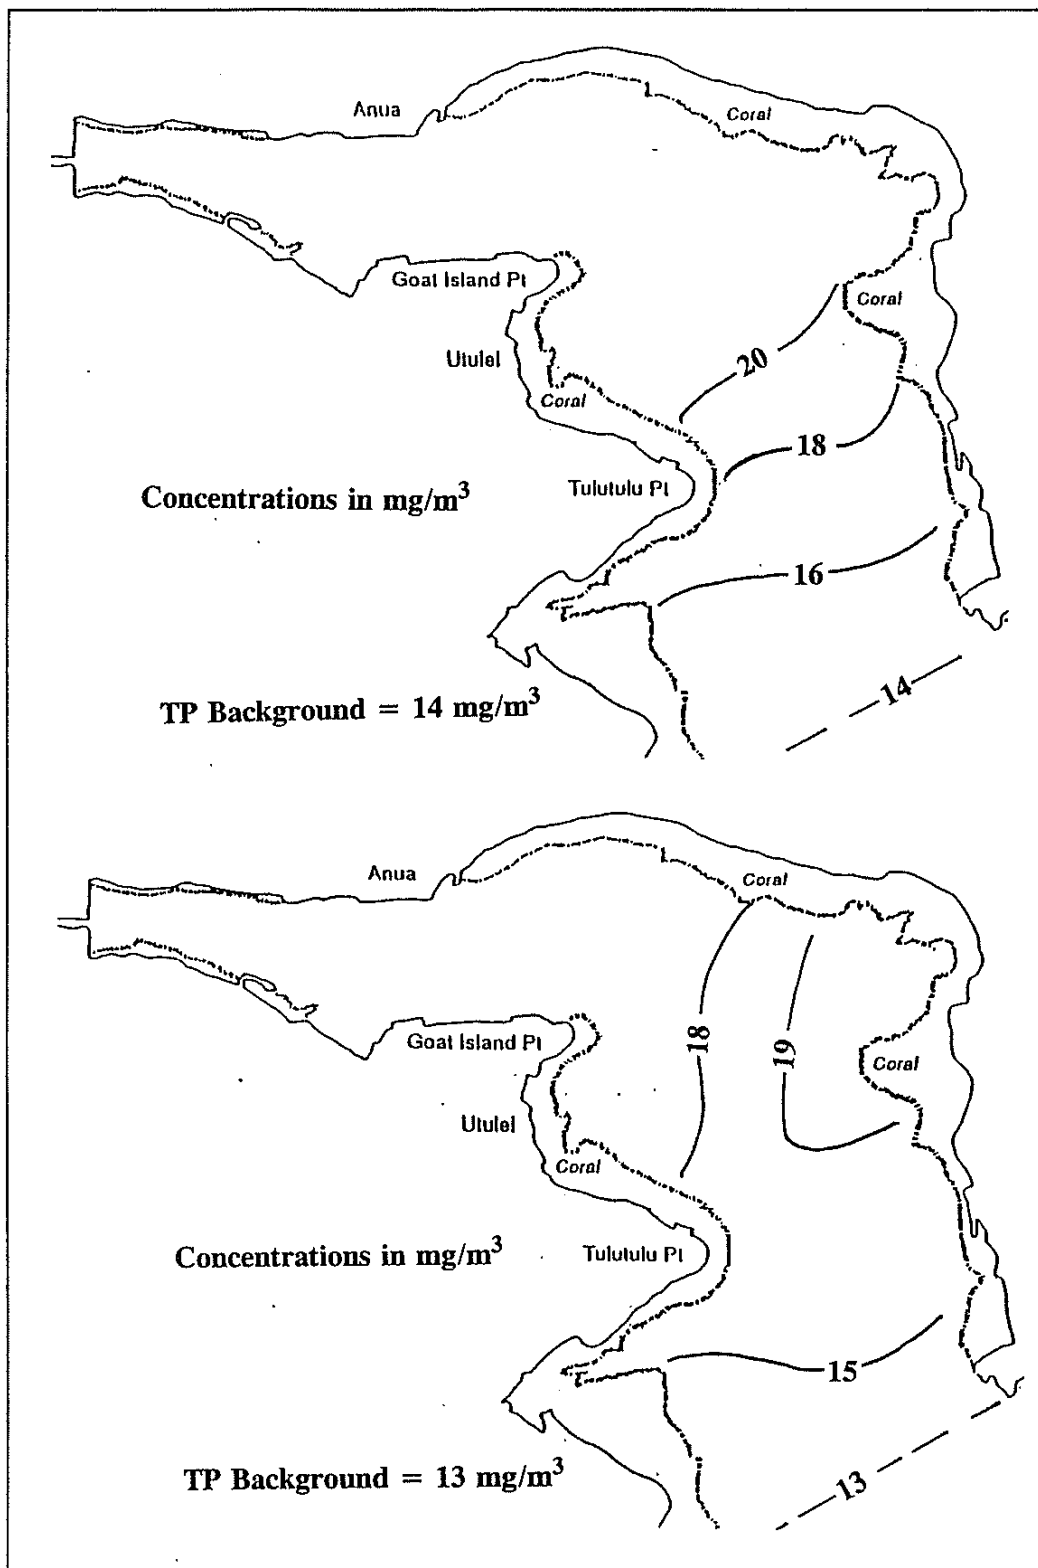 Anua
Coral
Goat Island Pt
Coral
20
Utulei
Coral
18
Tulutulu Pt
Concentrations in mg/m³
16
14
TP Background = 14 mg/m³
Anua
Coral
18
19
Goat Island Pt
Coral
Utulei
Coral
Concentrations in mg/m³
Tulutulu Pt
15
TP Background = 13 mg/m³
13